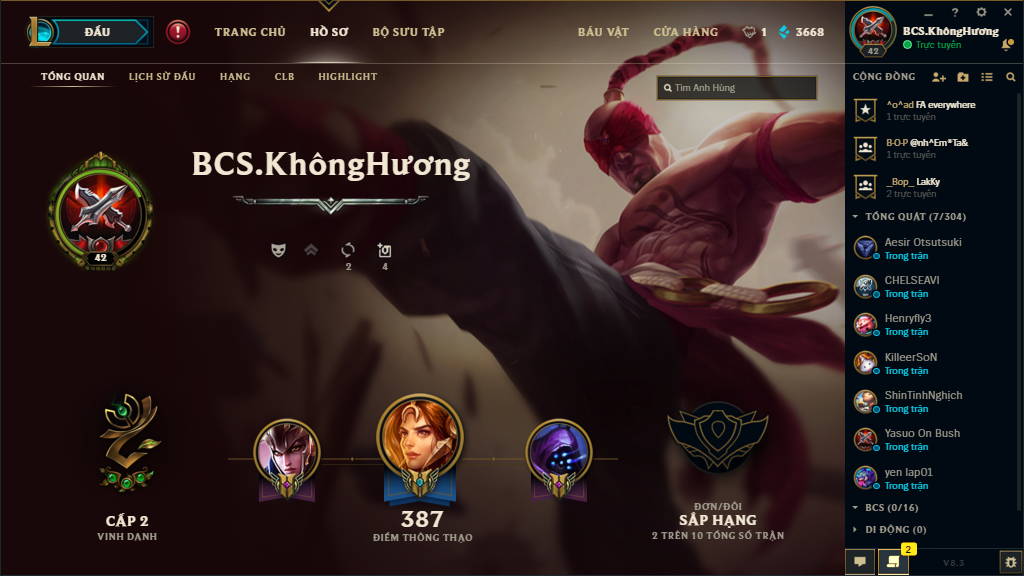 ĐẤU
TRANG CHỦ
HỒ SƠ
BỘ SƯU TẬP
BÁU VẬT
CỬA HÀNG
1
3668
TỔNG QUAN
LỊCH SỬ ĐẤU
HẠNG
CLB
HIGHLIGHT
Tìm Anh Hùng
BCS.KhôngHương
42
2
4
CẤP 2
VINH DANH
387
ĐIỂM THÔNG THẠO
ĐƠN/ĐÔI
SẮP HẠNG
2 TRÊN 10 TỔNG SỐ TRẬN
BCS.KhôngHương
Trực tuyến
42
CỘNG ĐỒNG
^o^ad FA everywhere
1 trực tuyến
B-O-P @nh^Em*Ta&
1 trực tuyến
_Bop_ LakKy
2 trực tuyến
TỔNG QUÁT (7/304)
Aesir Otsutsuki
Trong trận
CHELSEAVI
Trong trận
Henryfly3
Trong trận
KilleerSoN
Trong trận
ShinTinhNghịch
Trong trận
Yasuo On Bush
Trong trận
yen lap01
Trong trận
BCS (0/16)
DI ĐỘNG (0)
2
V8.3